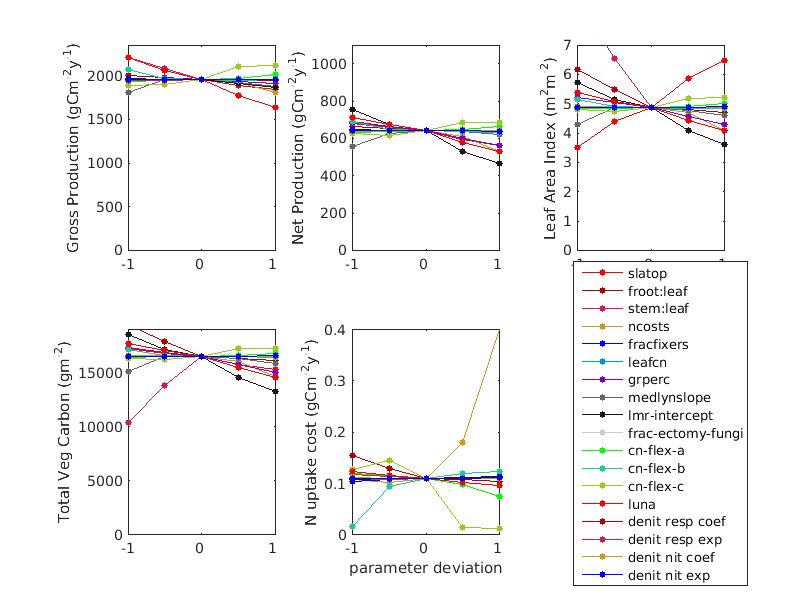 Gross Production (gCm⁻²y⁻¹)
2000
1500
1000
500
0
-1 0 1
Net Production (gCm⁻²y⁻¹)
1000
800
600
400
200
0
-1 0 1
Leaf Area Index (m²m⁻²)
7
6
5
4
3
2
1
0
-1 0 1
Total Veg Carbon (gm⁻²)
15000
10000
5000
0
-1 0 1
N uptake cost (gCm⁻²y⁻¹)
0.4
0.3
0.2
0.1
0
-1 0 1
parameter deviation
slatop
froot:leaf
stem:leaf
ncosts
fracfixers
leafcn
grperc
medlynslope
lmr-intercept
frac-ectomy-fungi
cn-flex-a
cn-flex-b
cn-flex-c
luna
denit resp coef
denit resp exp
denit nit coef
denit nit exp